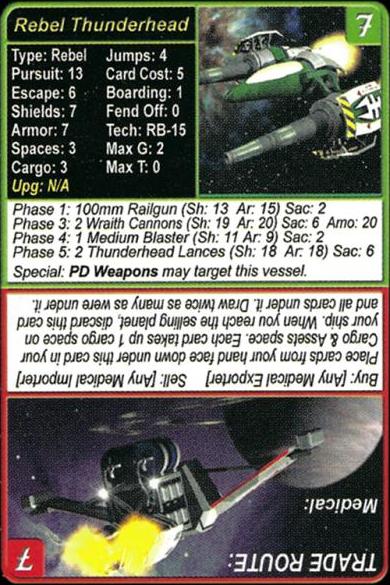 Rebel Thunderhead
7
Type: Rebel Jumps: 4
Pursuit: 13 Card Cost: 5
Escape: 6 Boarding: 1
Shields: 7 Fend Off: 0
Armor: 7 Tech: RB-15
Spaces: 3 Max G: 2
Cargo: 3 Max T: 0
Upg: N/A
Phase 1: 100mm Railgun (Sh: 13 Ar: 15) Sac: 2
Phase 3: 2 Wraith Cannons (Sh: 19 Ar: 20) Sac: 6 Amo: 20
Phase 4: 1 Medium Blaster (Sh: 11 Ar: 9) Sac: 2
Phase 5: 2 Thunderhead Lances (Sh: 18 Ar: 18) Sac: 6
Special: PD Weapons may target this vessel.
TRADE ROUTE:
7
Medical:
Buy: [Any Medical Exporter] Sell: [Any Medical Importer]
Place cards from your hand face down under this card in your
Cargo & Assets Space. Each card takes up 1 cargo space on
your ship. When you reach the selling planet, discard this card
and all cards under it. Draw twice as many as were under it.